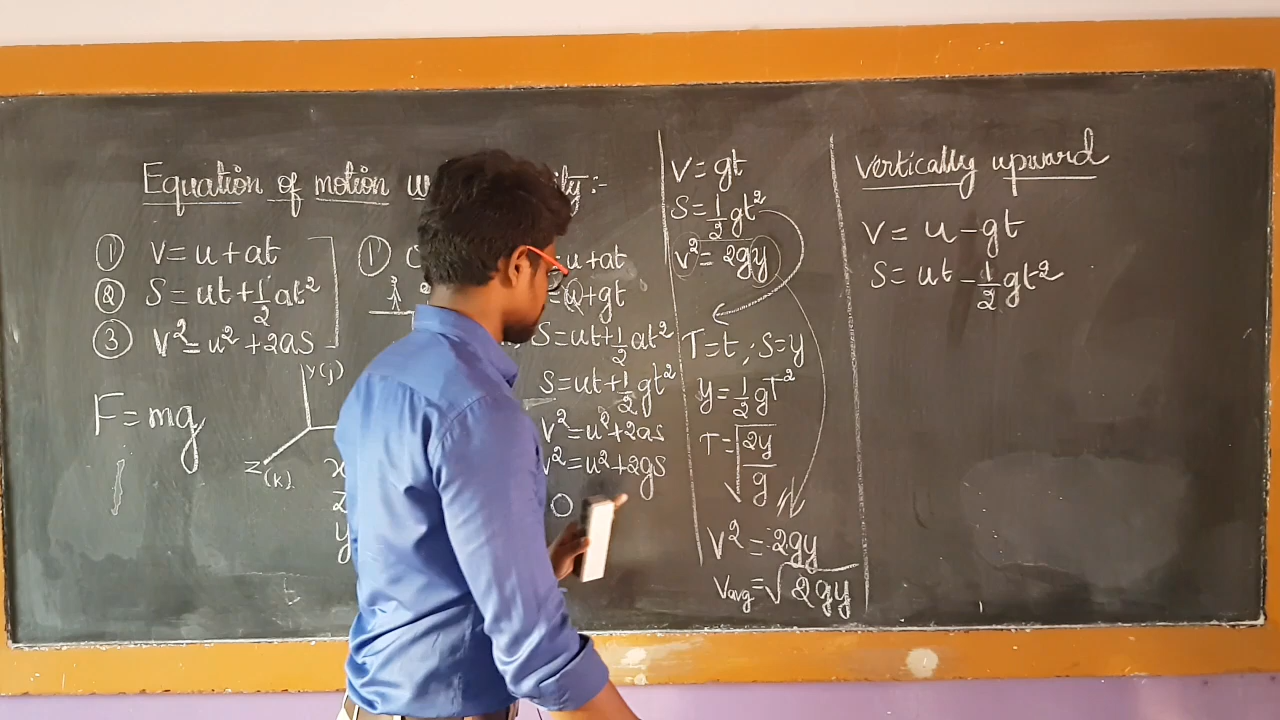 Equation of motion
① V = u + at
② S = ut + 1/2 at²
③ V² = u² + 2as
F = mg
y(j)
z(k)
①
= u + at
= 0 + gt
S = ut + 1/2 at²
S = ut + 1/2 gt²
V² = u² + 2as
V² = u² + 2gs
V = gt
S = 1/2 gt²
V² = 2gy
T = t, S = y
y = 1/2 gT²
T = √2y/g
V² = 2gy
Vavg = √2gy
Vertically upward
V = u - gt
S = ut - 1/2 gt²